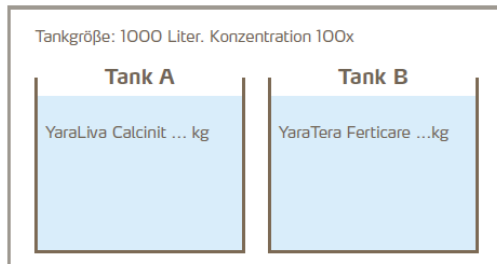 Tankgröße: 1000 Liter. Konzentration 100x
Tank A
Tank B
YaraLiva Calcinit ... kg
YaraTera Ferticare ...kg